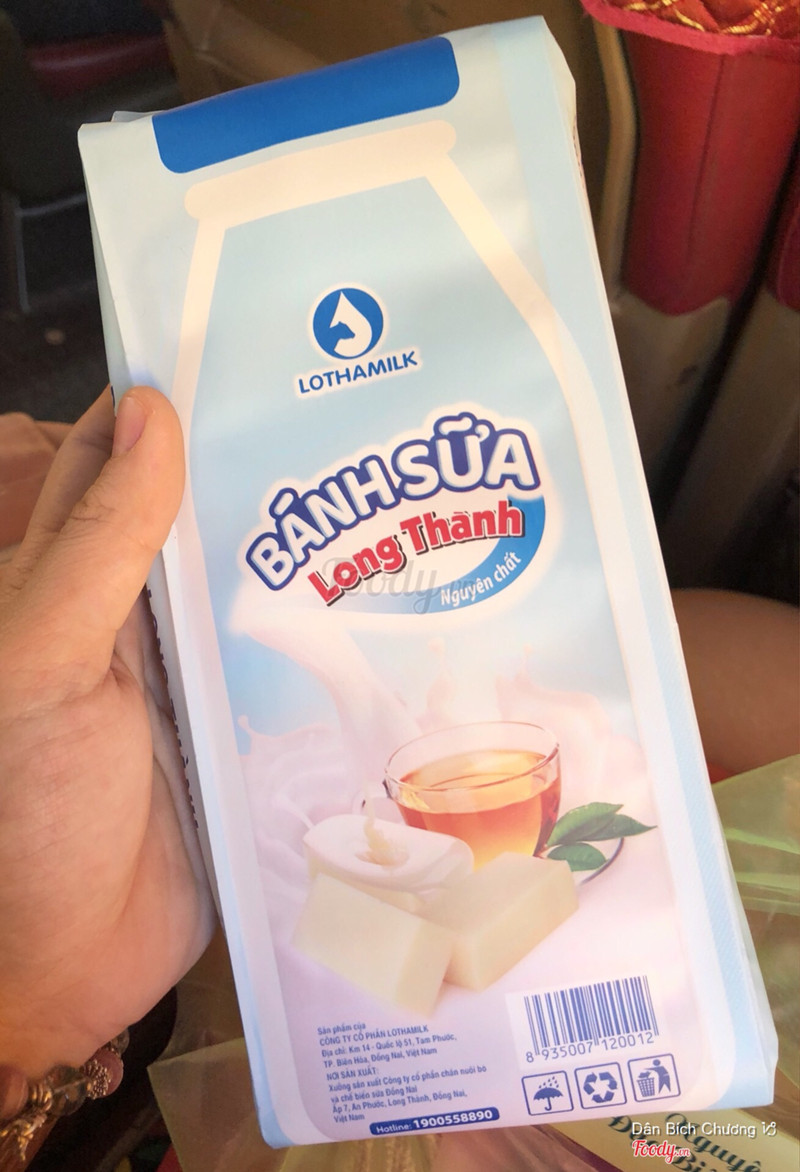 LOTHAMILK
BÁNH SỮA
Long Thành
Nguyên chất
Foody.vn
Sản phẩm của
CÔNG TY CỔ PHẦN LOTHAMILK
Địa chỉ: Km 14 - Quốc lộ 51, Tam Phước,
TP Biên Hòa, Đồng Nai, Việt Nam
NƠI SẢN XUẤT:
Xưởng sản xuất Công ty cổ phần chăn nuôi bò
và chế biến sữa Đồng Nai
Ấp 7, An Phước, Long Thành, Đồng Nai,
Việt Nam
Hotline: 1900558890
8 935007 120012
Dân Bích Chương
Foody.vn